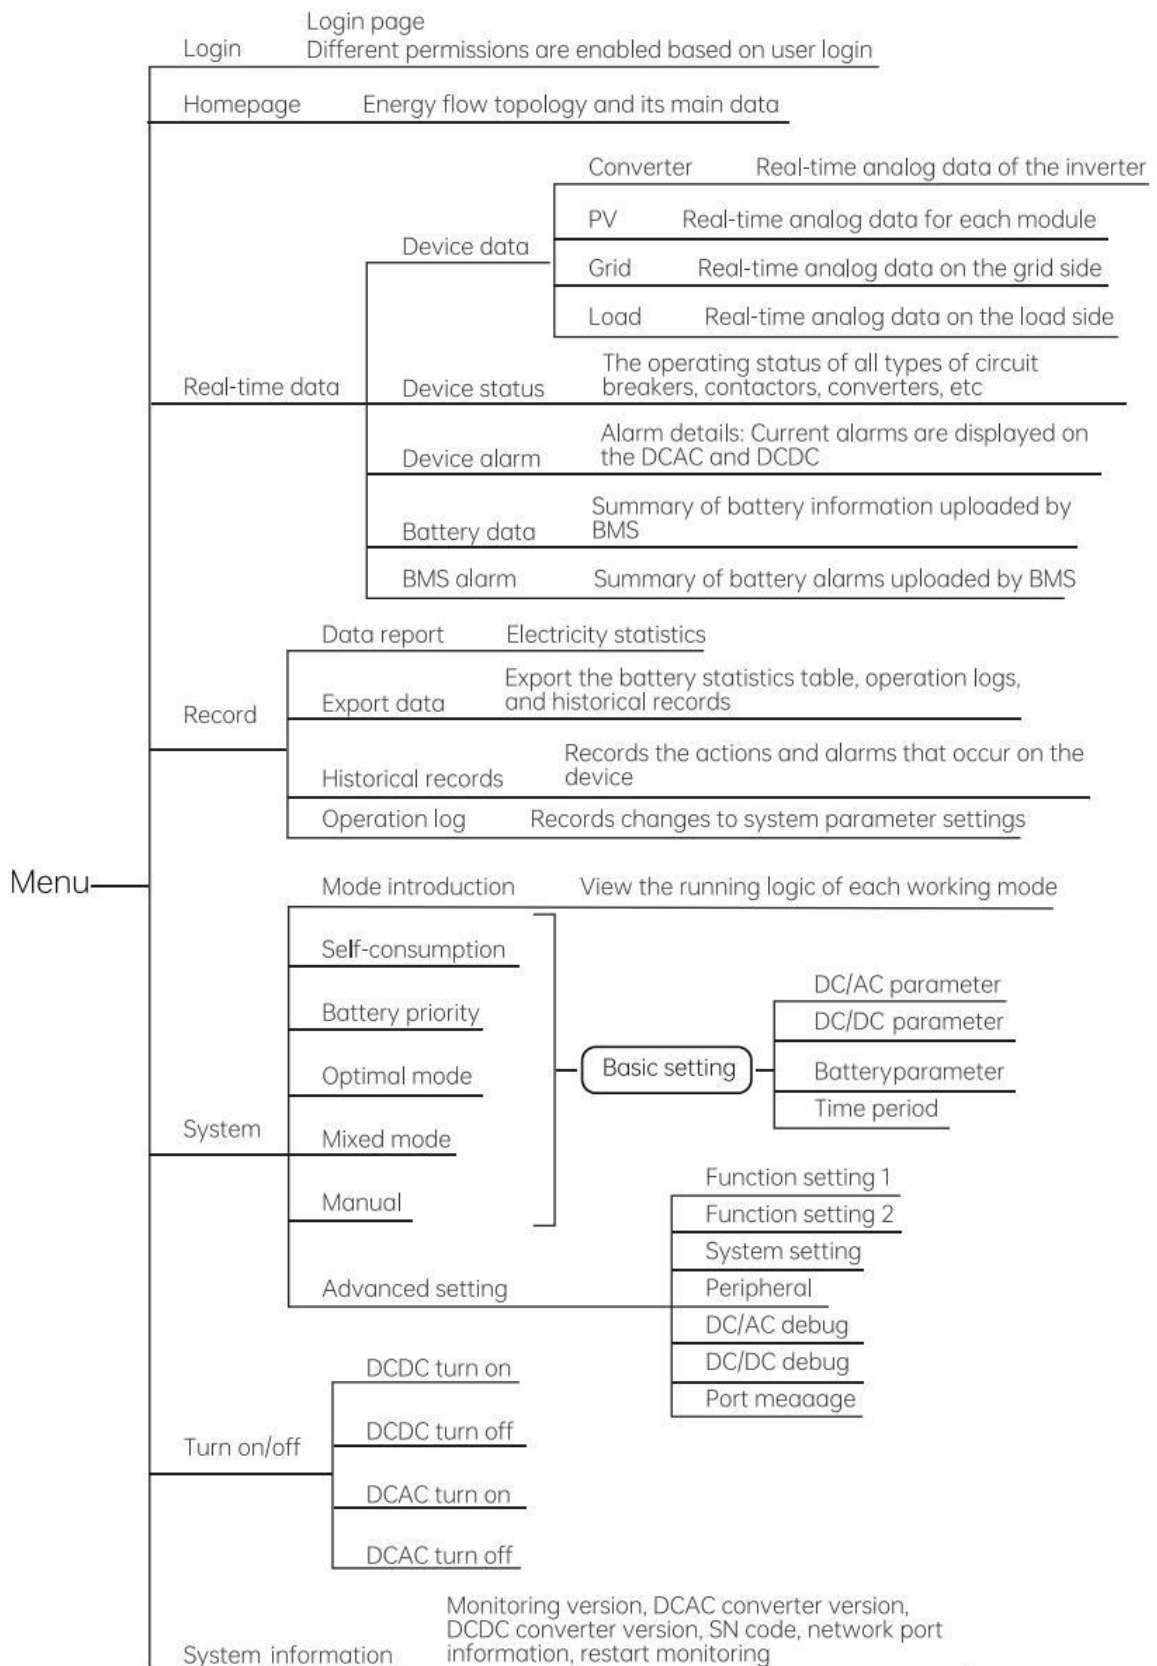 Login page
Login Different permissions are enabled based on user login
Homepage Energy flow topology and its main data
Converter Real-time analog data of the inverter
PV Real-time analog data for each module
Device data
Grid Real-time analog data on the grid side
Load Real-time analog data on the load side
The operating status of all types of circuit
Real-time data Device status breakers, contactors, converters, etc
Alarm details: Current alarms are displayed on
Device alarm the DCAC and DCDC
Summary of battery information uploaded by
Battery data BMS
BMS alarm Summary of battery alarms uploaded by BMS
Data report Electricity statistics
Export the battery statistics table, operation logs,
Export data and historical records
Record
Records the actions and alarms that occur on the
Historical records device
Operation log Records changes to system parameter settings
Menu
Mode introduction View the running logic of each working mode
Self-consumption
DC/AC parameter
Battery priority DC/DC parameter
Basic setting
Optimal mode Batteryparameter
Time period
System
Mixed mode
Manual
Function setting 1
Function setting 2
System setting
Advanced setting Peripheral
DC/AC debug
DC/DC debug
Port meaaage
DCDC turn on
DCDC turn off
Turn on/off
DCAC turn on
DCAC turn off
Monitoring version, DCAC converter version,
DCDC converter version, SN code, network port
System information information, restart monitoring